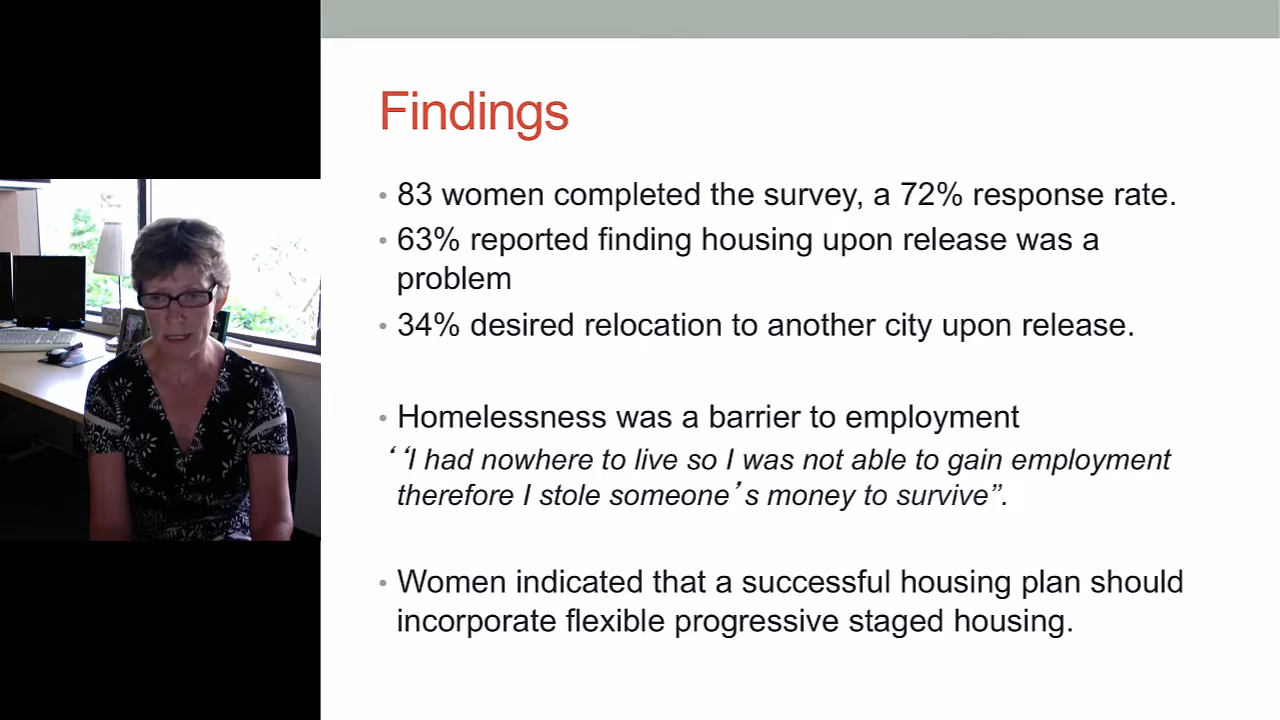 Findings
• 83 women completed the survey, a 72% response rate.
• 63% reported finding housing upon release was a
problem
• 34% desired relocation to another city upon release.
• Homelessness was a barrier to employment
‘‘I had nowhere to live so I was not able to gain employment
therefore I stole someone’s money to survive”.
• Women indicated that a successful housing plan should
incorporate flexible progressive staged housing.